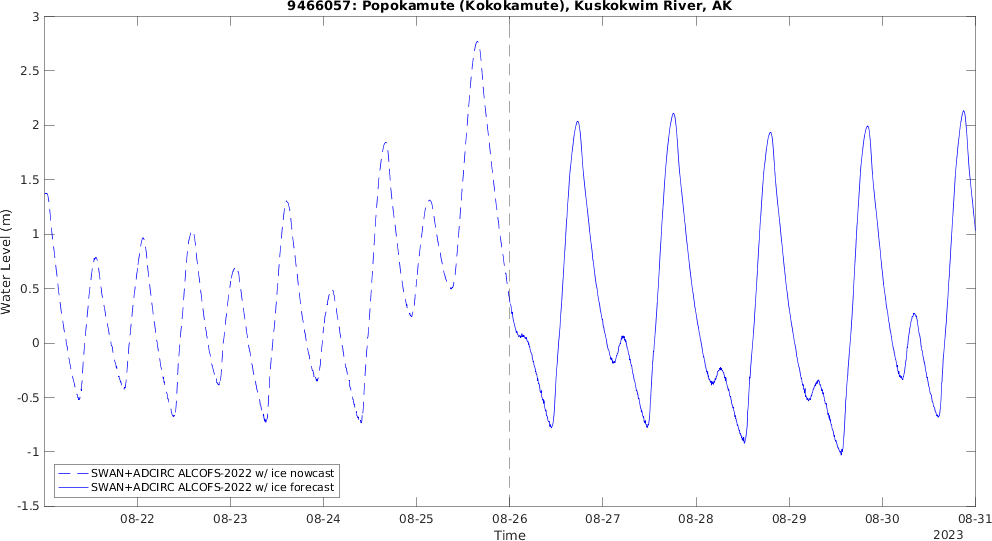 9466057: Popokamute (Kokokamute), Kuskokwim River, AK
3
2.5
2
1.5
1
0.5
0
-0.5
-1
-1.5
Water Level (m)
SWAN+ADCIRC ALCOFS-2022 w/ ice nowcast
SWAN+ADCIRC ALCOFS-2022 w/ ice forecast
08-22 08-23 08-24 08-25 08-26 08-27 08-28 08-29 08-30 08-31
Time
2023